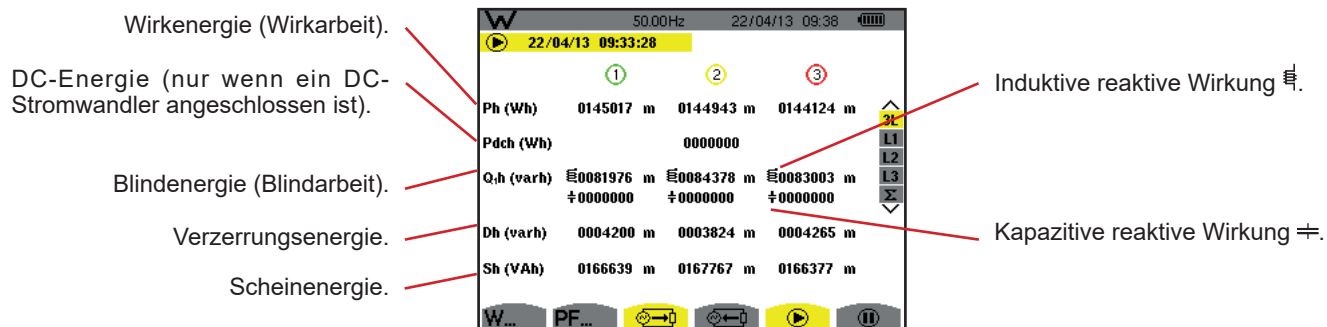 Wirkenergie (Wirkarbeit).
DC-Energie (nur wenn ein DC-
Stromwandler angeschlossen ist).
Blindenergie (Blindarbeit).
Verzerrungsenergie.
Scheinenergie.
W 50.00Hz 22/04/13 09:38
22/04/13 09:33:28
1 2 3
Ph (Wh) 0145017 m 0144943 m 0144124 m
Pdch (Wh) 0000000
Q₁h (varh) 0081976 m 0084378 m 0083003 m
0000000 0000000 0000000
Dh (varh) 0004200 m 0003824 m 0004265 m
Sh (VAh) 0166639 m 0167767 m 0166377 m
3L
L1
L2
L3
Σ
W... PF...
Induktive reaktive Wirkung
Kapazitive reaktive Wirkung